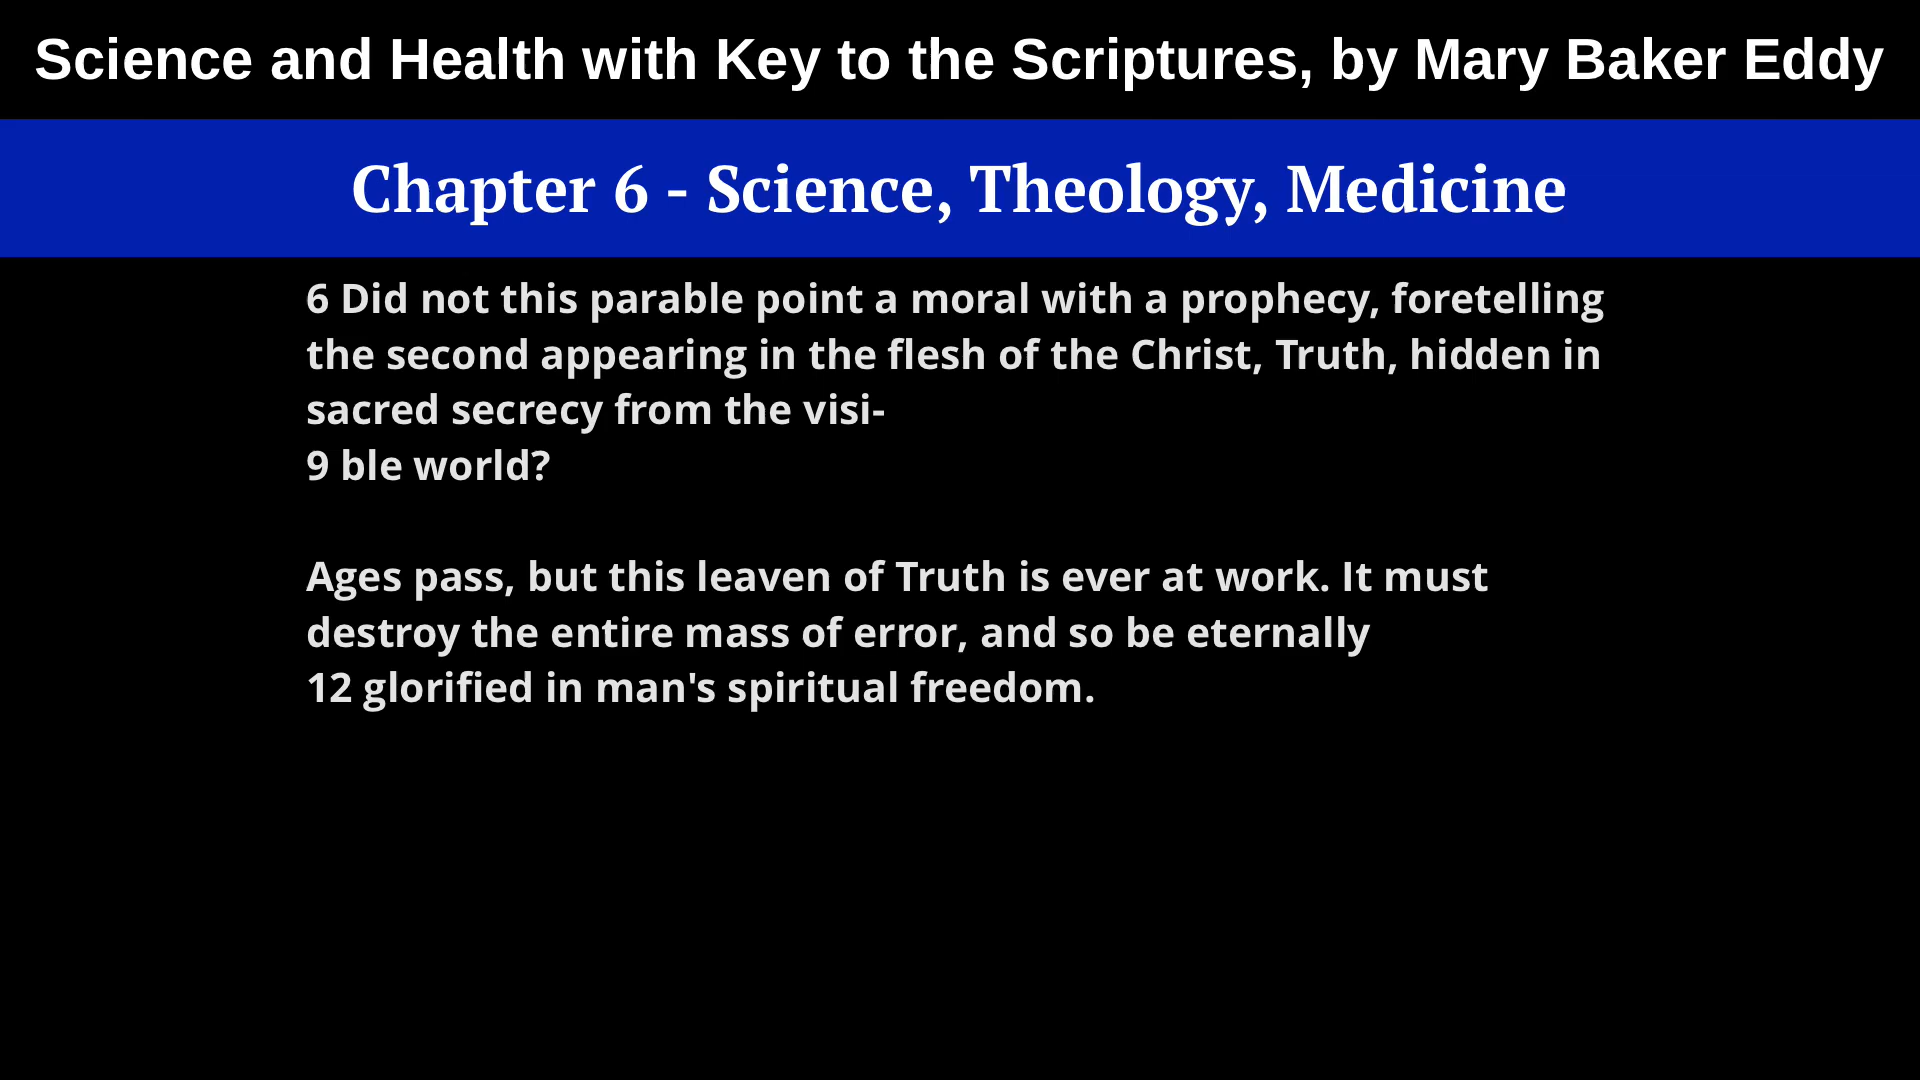 Science and Health with Key to the Scriptures, by Mary Baker Eddy
Chapter 6 - Science, Theology, Medicine
6 Did not this parable point a moral with a prophecy, foretelling
the second appearing in the flesh of the Christ, Truth, hidden in
sacred secrecy from the visi-
9 ble world?
Ages pass, but this leaven of Truth is ever at work. It must
destroy the entire mass of error, and so be eternally
12 glorified in man's spiritual freedom.